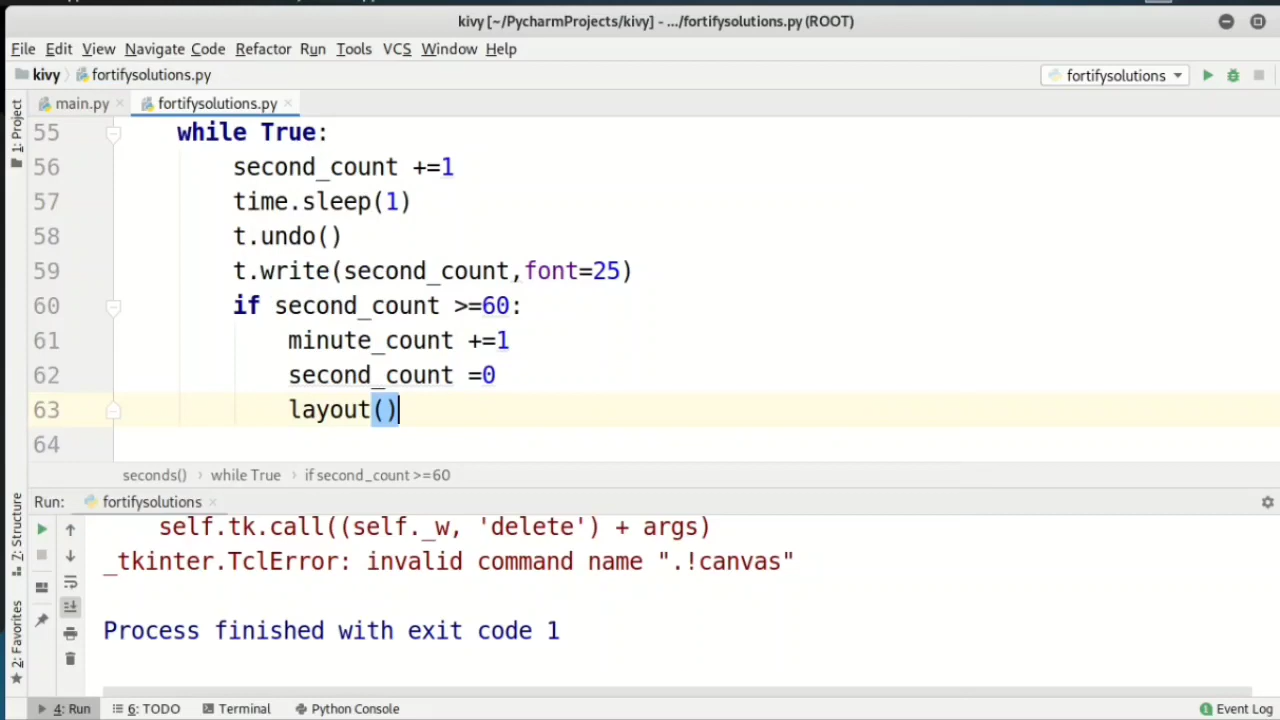 kivy [~/PycharmProjects/kivy] - .../fortifysolutions.py (ROOT)
File Edit View Navigate Code Refactor Run Tools VCS Window Help
kivy fortifysolutions.py fortifysolutions
main.py fortifysolutions.py
1: Project
55 while True:
56 second_count +=1
57 time.sleep(1)
58 t.undo()
59 t.write(second_count,font=25)
60 if second_count >=60:
61 minute_count +=1
62 second_count =0
63 layout()
64
seconds() while True if second_count >=60
Run: fortifysolutions
7: Structure
2: Favorites
self.tk.call((self._w, 'delete') + args)
_tkinter.TclError: invalid command name ".!canvas"
Process finished with exit code 1
4: Run 6: TODO Terminal Python Console 1 Event Log